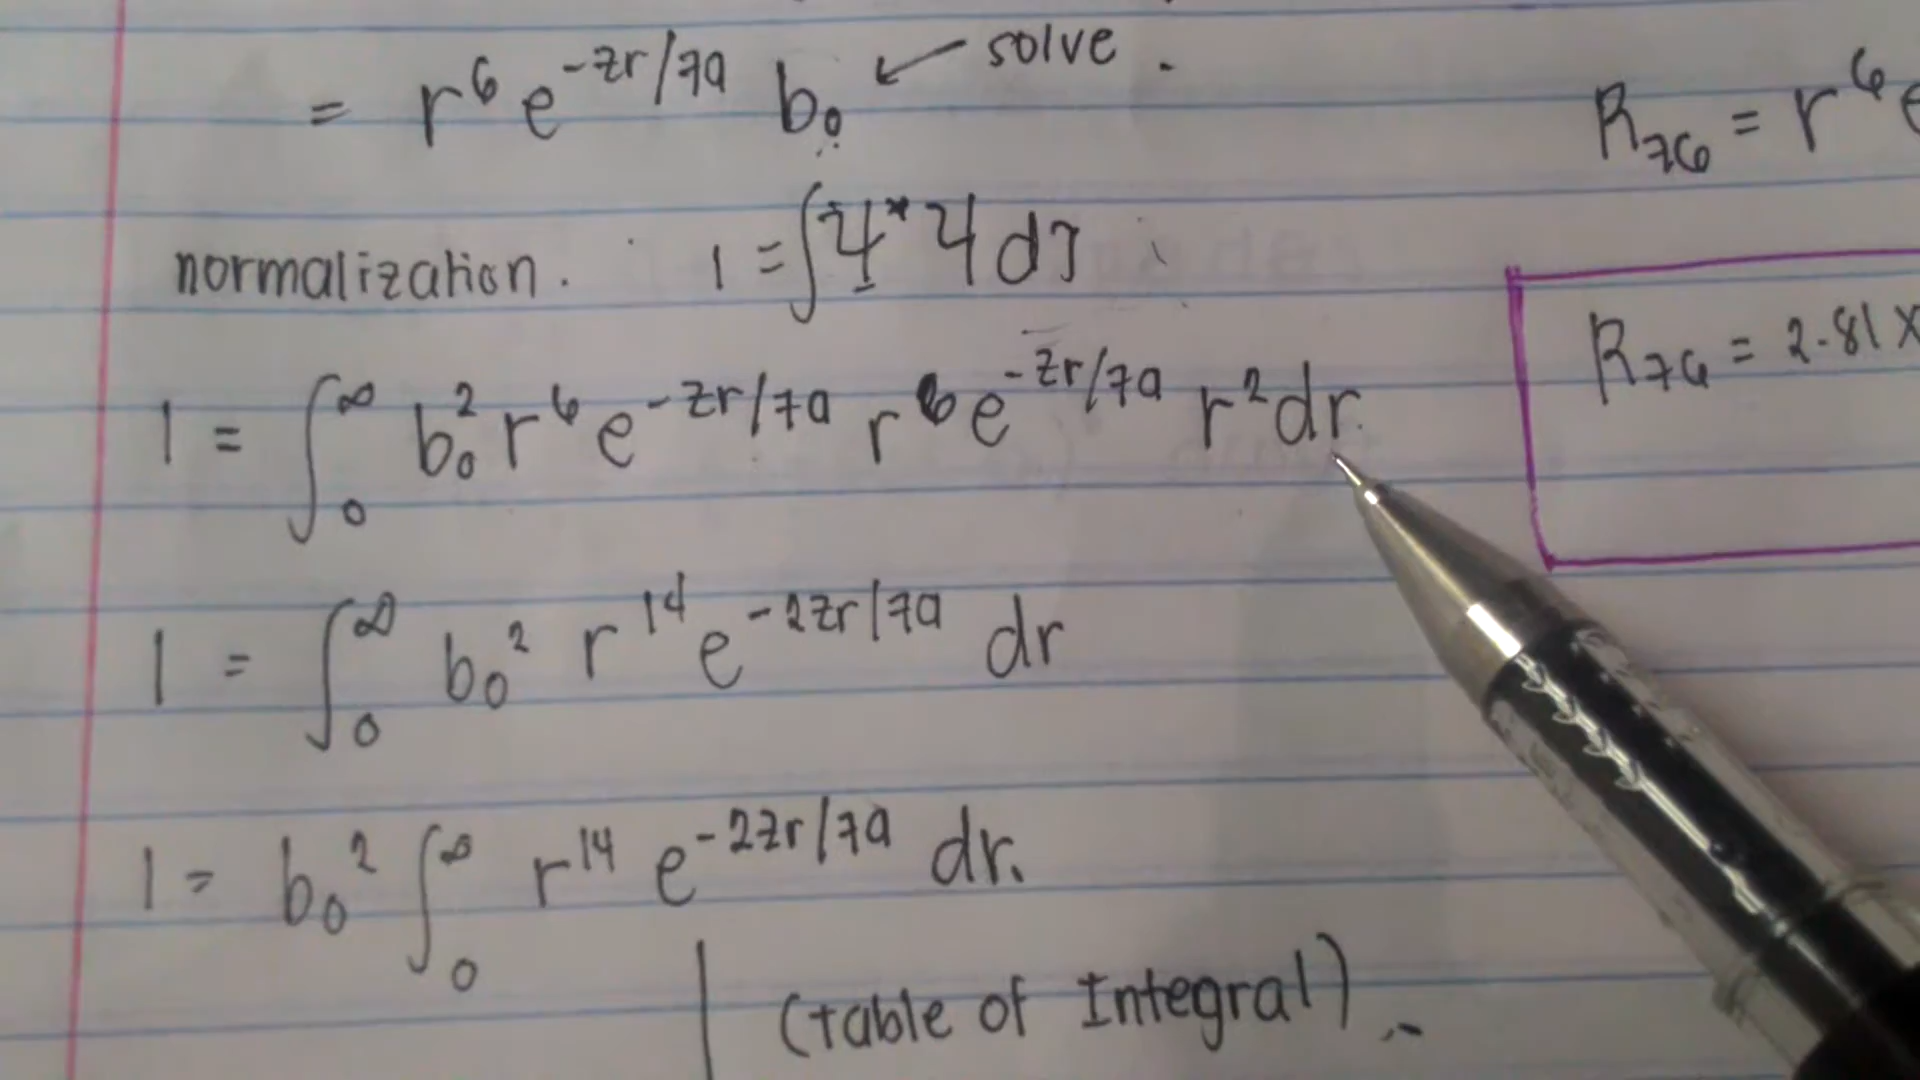 = r⁶ e^{-zr/7a} b₀ ← solve.
R₇₆ = r⁶e
normalization. 1 = ∫Ψ*Ψ dτ
R₇₆ = 2.81 x
1 = ∫₀^∞ b₀² r⁶ e^{-zr/7a} r⁶ e^{-zr/7a} r² dr.
1 = ∫₀^∞ b₀² r¹⁴ e^{-2zr/7a} dr
1 = b₀² ∫₀^∞ r¹⁴ e^{-2zr/7a} dr.
(table of Integral).